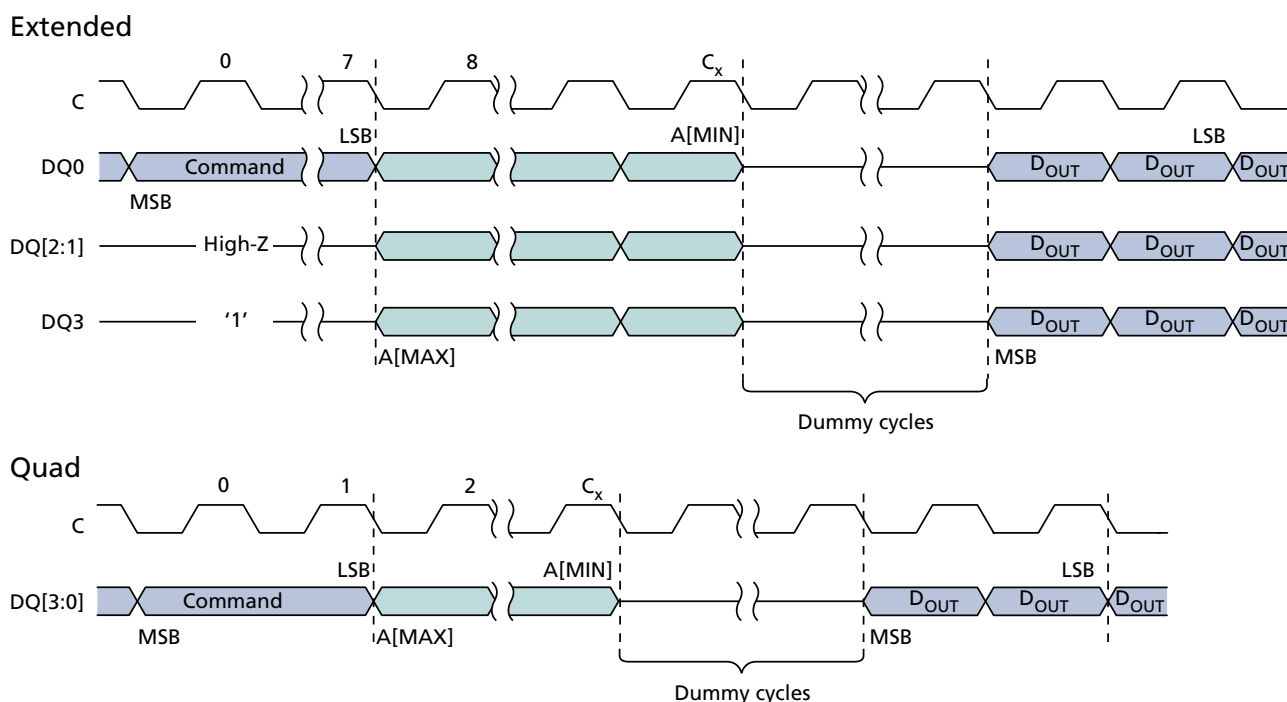 Extended
0 7 8 Cx
C
LSB A[MIN] LSB
DQ0 Command DOUT DOUT DOUT
MSB
DQ[2:1] High-Z DOUT DOUT DOUT
DQ3 '1' DOUT DOUT DOUT
A[MAX] MSB
Dummy cycles
Quad
0 1 2 Cx
C
LSB A[MIN] LSB
DQ[3:0] Command DOUT DOUT DOUT
MSB A[MAX] MSB
Dummy cycles